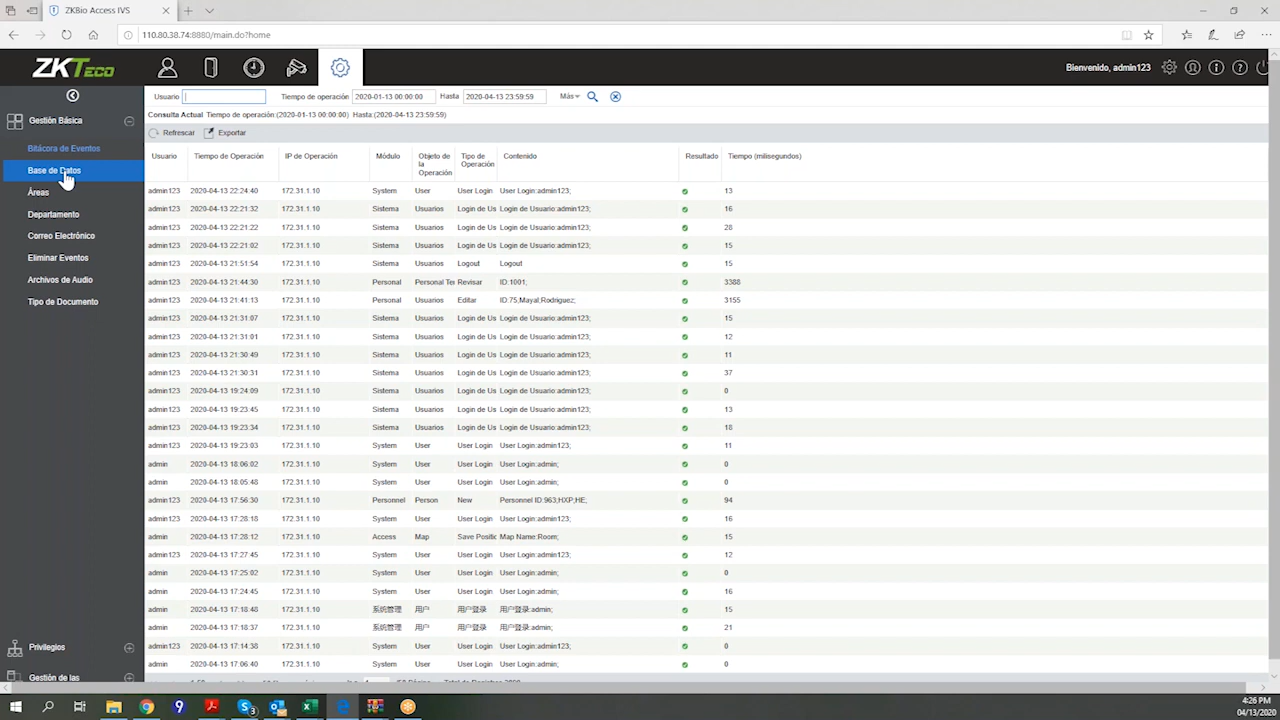 ZKBio Access IVS
110.80.38.74:8880/main.do?home
ZKTeco
Bienvenido, admin123
Usuario
Tiempo de operación 2020-01-13 00:00:00 Hasta 2020-04-13 23:59:59 Más
Consulta Actual Tiempo de operación:(2020-01-13 00:00:00) Hasta:(2020-04-13 23:59:59)
Refrescar Exportar
Gestión Básica
Bitácora de Eventos
Base de Datos
Áreas
Departamento
Correo Electrónico
Eliminar Eventos
Archivos de Audio
Tipo de Documento
Privilegios
Gestión de las
Usuario Tiempo de Operación IP de Operación Módulo Objeto de la Operación Tipo de Operación Contenido Resultado Tiempo (milisegundos)
admin123 2020-04-13 22:24:40 172.31.1.10 System User User Login User Login:admin123; 13
admin123 2020-04-13 22:21:32 172.31.1.10 Sistema Usuarios Login de Us Login de Usuario:admin123; 16
admin123 2020-04-13 22:21:22 172.31.1.10 Sistema Usuarios Login de Us Login de Usuario:admin123; 28
admin123 2020-04-13 22:21:02 172.31.1.10 Sistema Usuarios Login de Us Login de Usuario:admin123; 15
admin123 2020-04-13 21:51:54 172.31.1.10 Sistema Usuarios Logout Logout 15
admin123 2020-04-13 21:44:30 172.31.1.10 Personal Personal Te Revisar ID:1001; 3388
admin123 2020-04-13 21:41:13 172.31.1.10 Personal Usuarios Editar ID:75,Mayal,Rodriguez; 3155
admin123 2020-04-13 21:31:07 172.31.1.10 Sistema Usuarios Login de Us Login de Usuario:admin123; 15
admin123 2020-04-13 21:31:01 172.31.1.10 Sistema Usuarios Login de Us Login de Usuario:admin123; 12
admin123 2020-04-13 21:30:49 172.31.1.10 Sistema Usuarios Login de Us Login de Usuario:admin123; 11
admin123 2020-04-13 21:30:31 172.31.1.10 Sistema Usuarios Login de Us Login de Usuario:admin123; 37
admin123 2020-04-13 19:24:09 172.31.1.10 Sistema Usuarios Login de Us Login de Usuario:admin123; 0
admin123 2020-04-13 19:23:45 172.31.1.10 Sistema Usuarios Login de Us Login de Usuario:admin123; 13
admin123 2020-04-13 19:23:34 172.31.1.10 Sistema Usuarios Login de Us Login de Usuario:admin123; 18
admin123 2020-04-13 19:23:03 172.31.1.10 System User User Login User Login:admin123; 11
admin 2020-04-13 18:06:02 172.31.1.10 System User User Login User Login:admin; 0
admin 2020-04-13 18:05:48 172.31.1.10 System User User Login User Login:admin; 0
admin123 2020-04-13 17:56:30 172.31.1.10 Personnel Person New Personnel ID:963;HXP,HE; 94
admin123 2020-04-13 17:28:18 172.31.1.10 System User User Login User Login:admin123; 16
admin 2020-04-13 17:28:12 172.31.1.10 Access Map Save Positic Map Name:Room; 15
admin123 2020-04-13 17:27:45 172.31.1.10 System User User Login User Login:admin123; 12
admin 2020-04-13 17:25:02 172.31.1.10 System User User Login User Login:admin; 0
admin 2020-04-13 17:24:45 172.31.1.10 System User User Login User Login:admin; 16
admin 2020-04-13 17:18:48 172.31.1.10 系统管理 用户 用户登录 用户登录:admin; 15
admin 2020-04-13 17:18:37 172.31.1.10 系统管理 用户 用户登录 用户登录:admin; 21
admin123 2020-04-13 17:14:38 172.31.1.10 System User User Login User Login:admin123; 0
admin 2020-04-13 17:06:40 172.31.1.10 System User User Login User Login:admin; 0
4:26 PM
04/13/2020